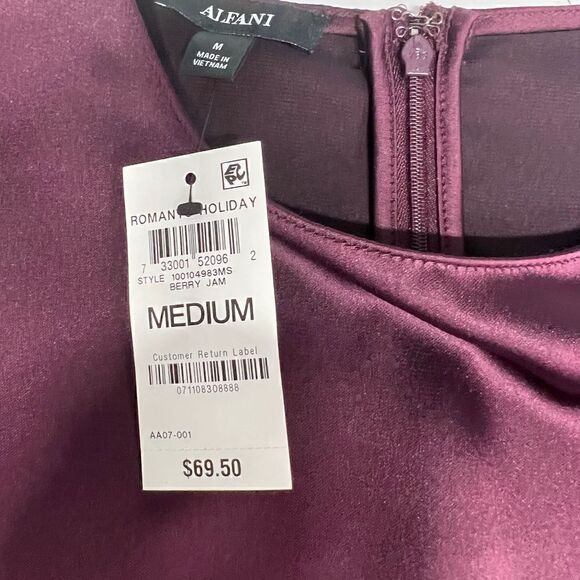 ALFANI
M
MADE IN
VIETNAM
EPC
HOLIDAY
7 33001 52096 2
STYLE 100104983MS
BERRY JAM
MEDIUM
Customer Return Label
071108308888
AA07-001
$69.50